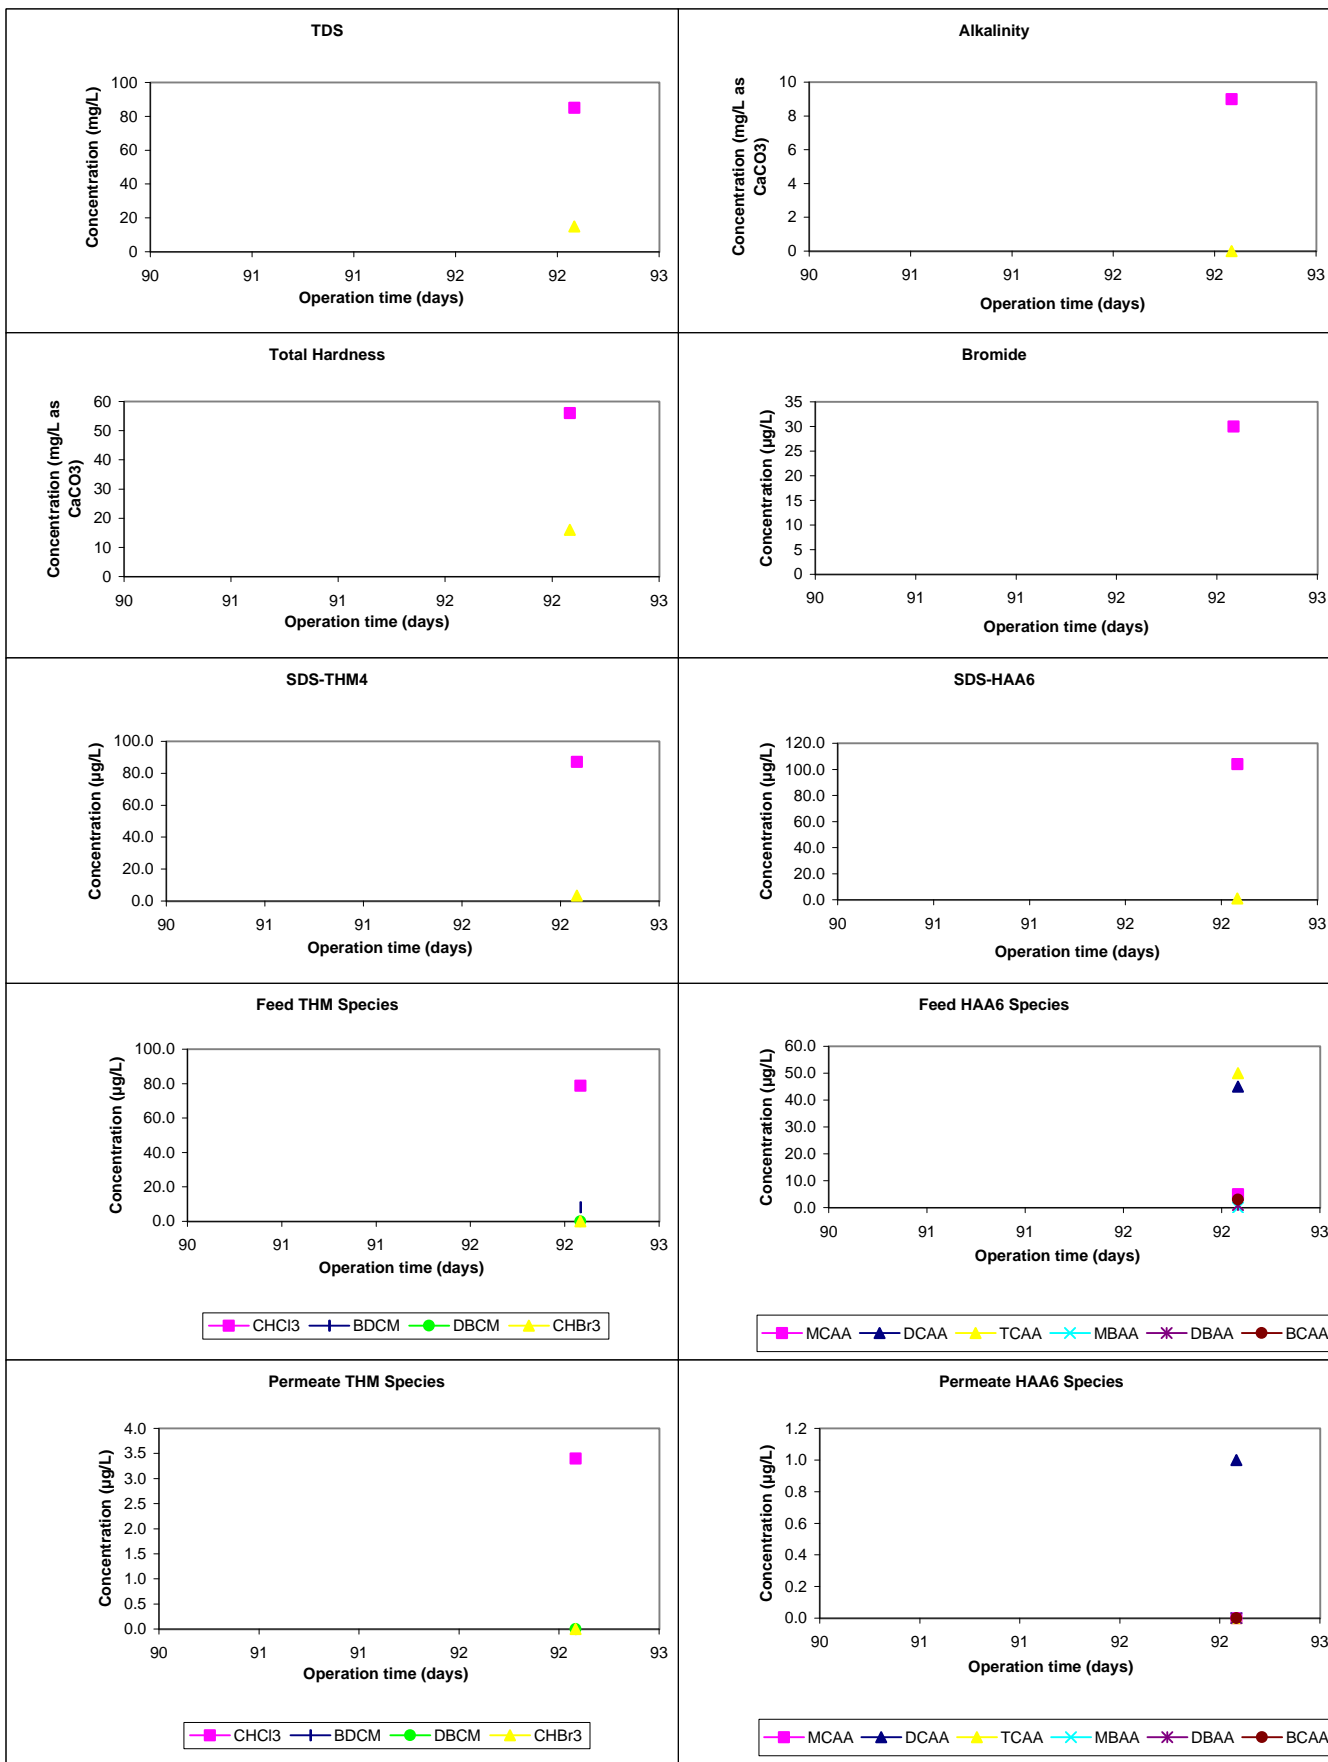 TDS
Concentration (mg/L)
100
80
60
40
20
0
90 91 91 92 92 93
Operation time (days)
Alkalinity
Concentration (mg/L as
CaCO3)
10
8
6
4
2
0
90 91 91 92 92 93
Operation time (days)
Total Hardness
Concentration (mg/L as
CaCO3)
60
50
40
30
20
10
0
90 91 91 92 92 93
Operation time (days)
Bromide
Concentration (µg/L)
35
30
25
20
15
10
5
0
90 91 91 92 92 93
Operation time (days)
SDS-THM4
Concentration (µg/L)
100.0
80.0
60.0
40.0
20.0
0.0
90 91 91 92 92 93
Operation time (days)
SDS-HAA6
Concentration (µg/L)
120.0
100.0
80.0
60.0
40.0
20.0
0.0
90 91 91 92 92 93
Operation time (days)
Feed THM Species
Concentration (µg/L)
100.0
80.0
60.0
40.0
20.0
0.0
90 91 91 92 92 93
Operation time (days)
CHCl3 BDCM DBCM CHBr3
Feed HAA6 Species
Concentration (µg/L)
60.0
50.0
40.0
30.0
20.0
10.0
0.0
90 91 91 92 92 93
Operation time (days)
MCAA DCAA TCAA MBAA DBAA BCAA
Permeate THM Species
Concentration (µg/L)
4.0
3.5
3.0
2.5
2.0
1.5
1.0
0.5
0.0
90 91 91 92 92 93
Operation time (days)
CHCl3 BDCM DBCM CHBr3
Permeate HAA6 Species
Concentration (µg/L)
1.2
1.0
0.8
0.6
0.4
0.2
0.0
90 91 91 92 92 93
Operation time (days)
MCAA DCAA TCAA MBAA DBAA BCAA